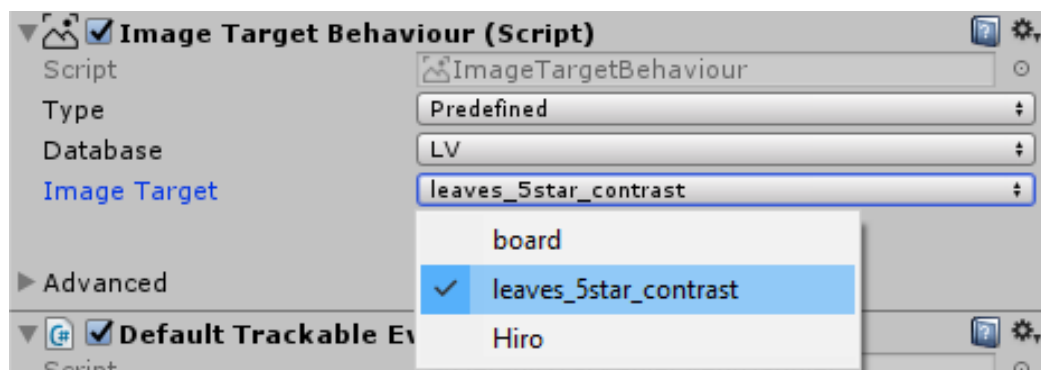 Image Target Behaviour (Script)
Script ImageTargetBehaviour
Type Predefined
Database LV
Image Target leaves_5star_contrast
board
Advanced
leaves_5star_contrast
Default Trackable
Hiro
Script